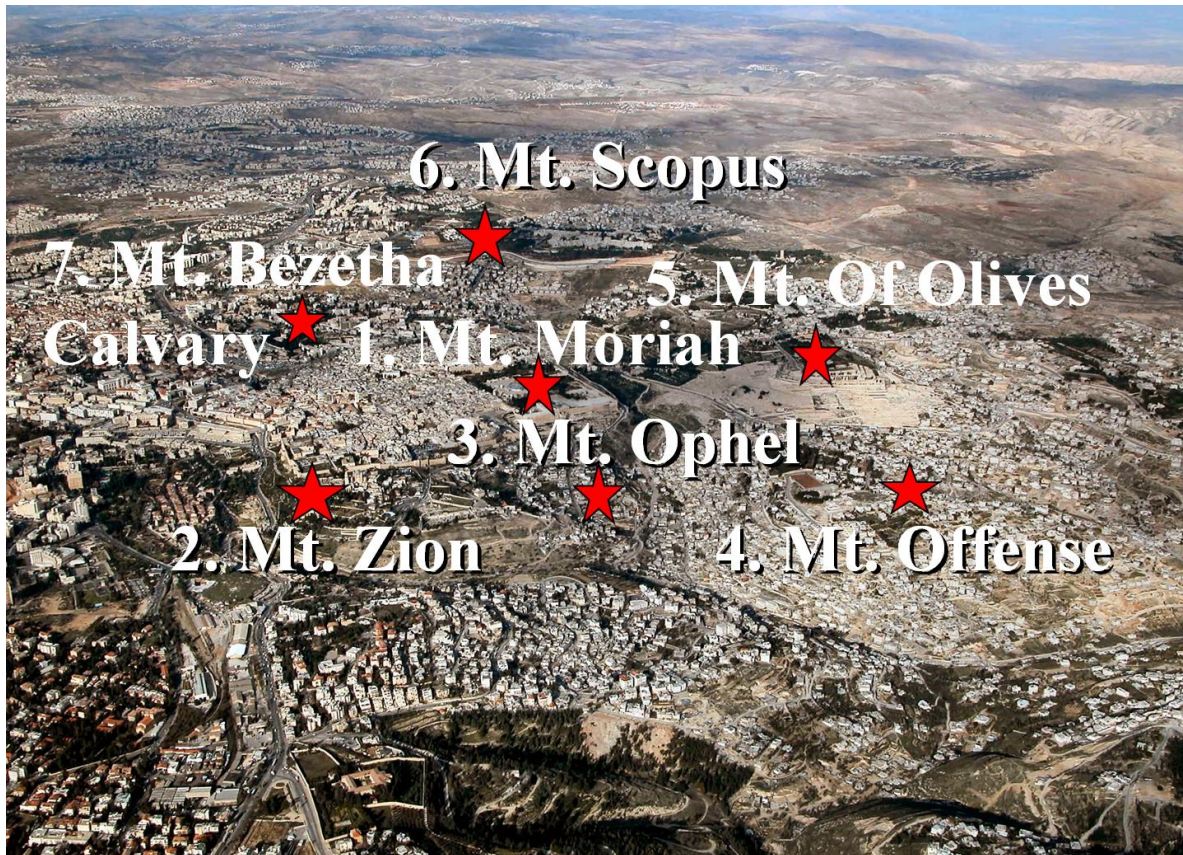 6. Mt. Scopus
7. Mt. Bezetha
5. Mt. Of Olives
Calvary
1. Mt. Moriah
3. Mt. Ophel
2. Mt. Zion
4. Mt. Offense